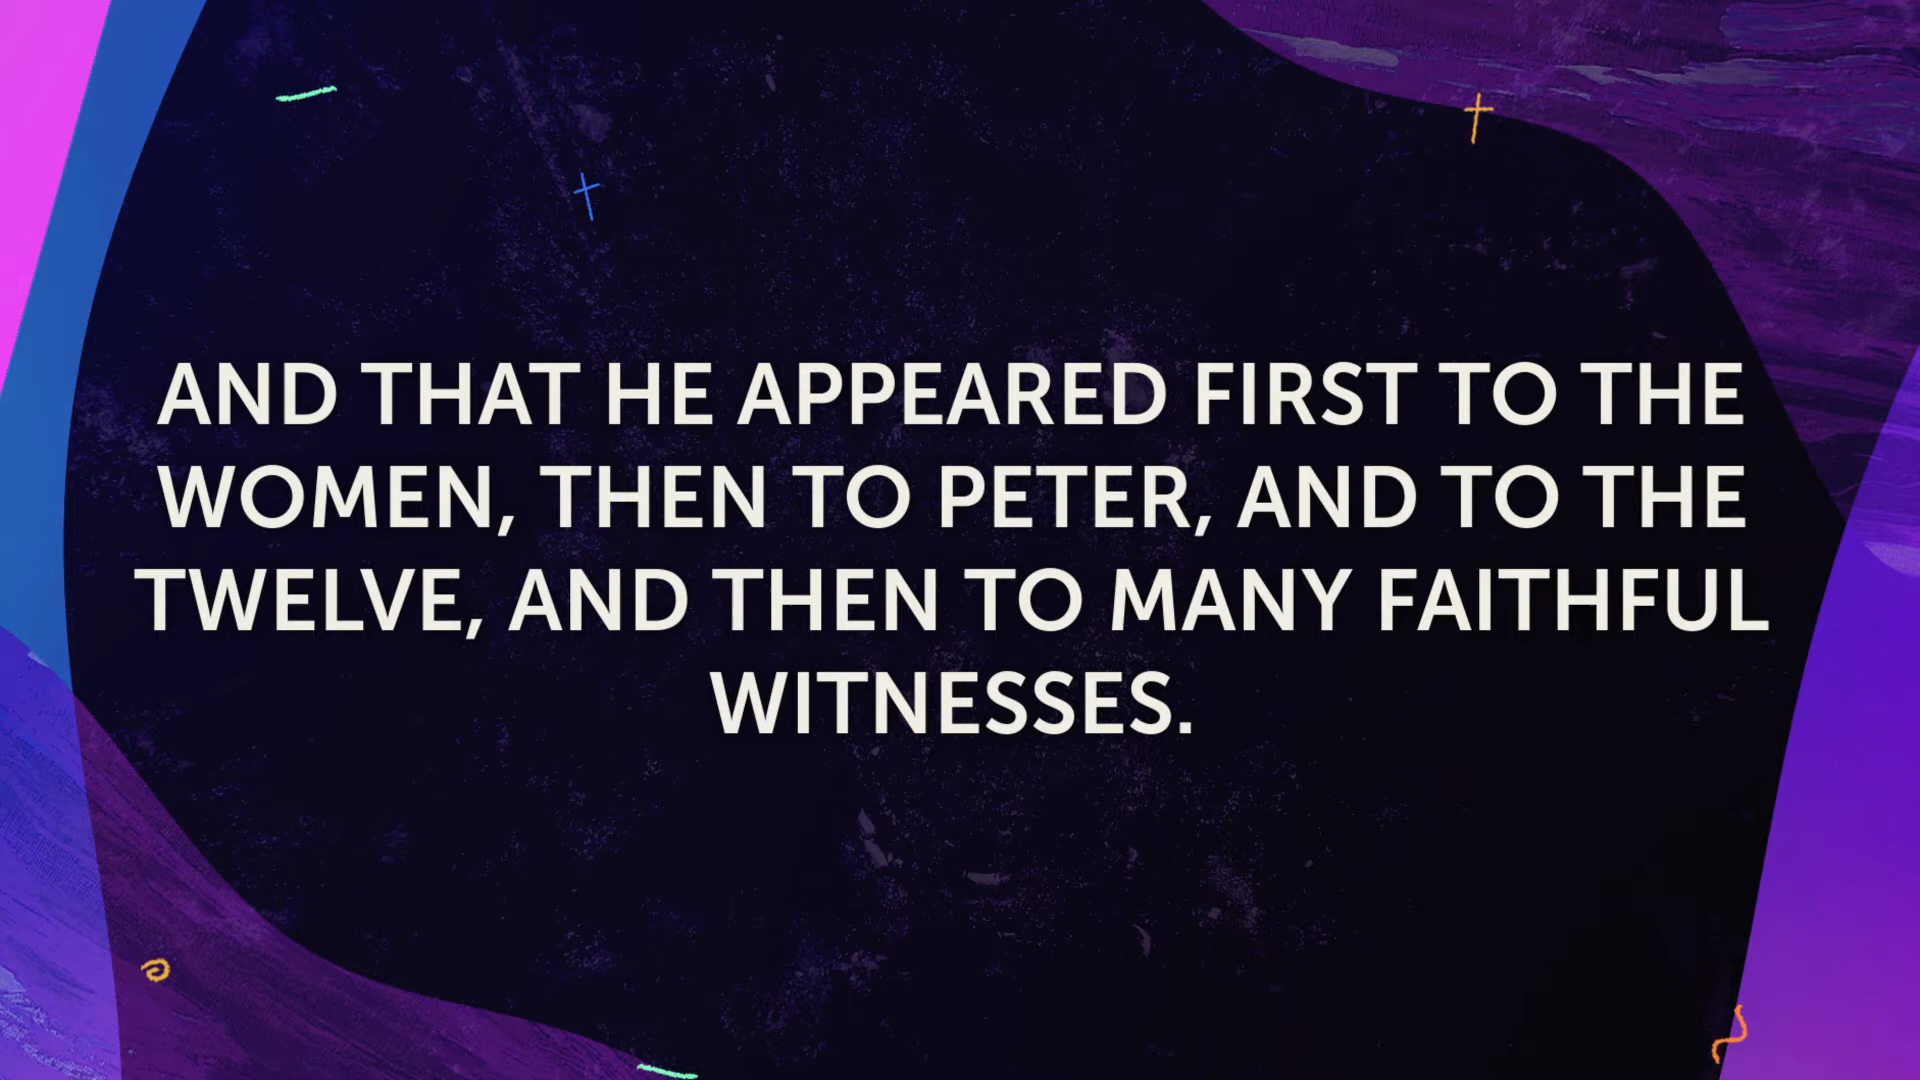 AND THAT HE APPEARED FIRST TO THE
WOMEN, THEN TO PETER, AND TO THE
TWELVE, AND THEN TO MANY FAITHFUL
WITNESSES.